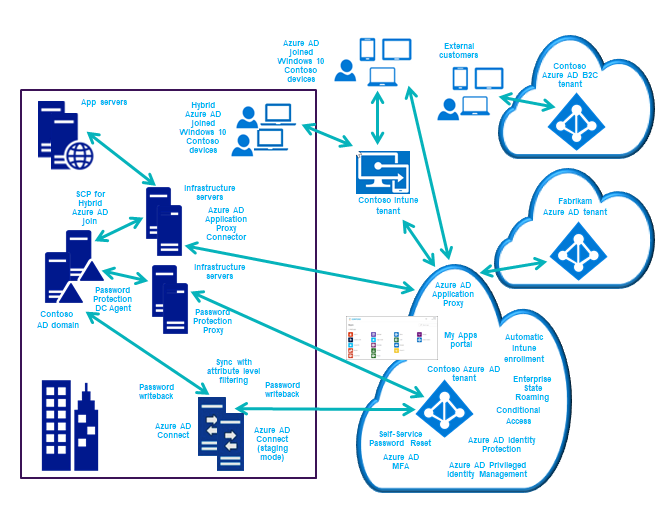 App servers
Hybrid
Azure AD
joined
Windows 10
Contoso
devices
Azure AD
joined
Windows 10
Contoso
devices
External
customers
Contoso
Azure AD B2C
tenant
SCP for
Hybrid
Azure AD
join
Infrastructure
servers
Azure AD
Application
Proxy
Connector
Contoso Intune
tenant
Fabrikam
Azure AD tenant
Infrastructure
servers
Password
Protection
DC Agent
Contoso
AD domain
Password
Protection
Proxy
Azure AD
Application
Proxy
My Apps
portal
Automatic
Intune
enrollment
Sync with
attribute level
filtering
Contoso Azure AD
tenant
Enterprise
State
Roaming
Password
writeback
Password
writeback
Conditional
Access
Azure AD
Connect
Azure AD
Connect
(staging
mode)
Self-Service
Password Reset
Azure AD Identity
Protection
Azure AD
MFA
Azure AD Privileged
Identity Management